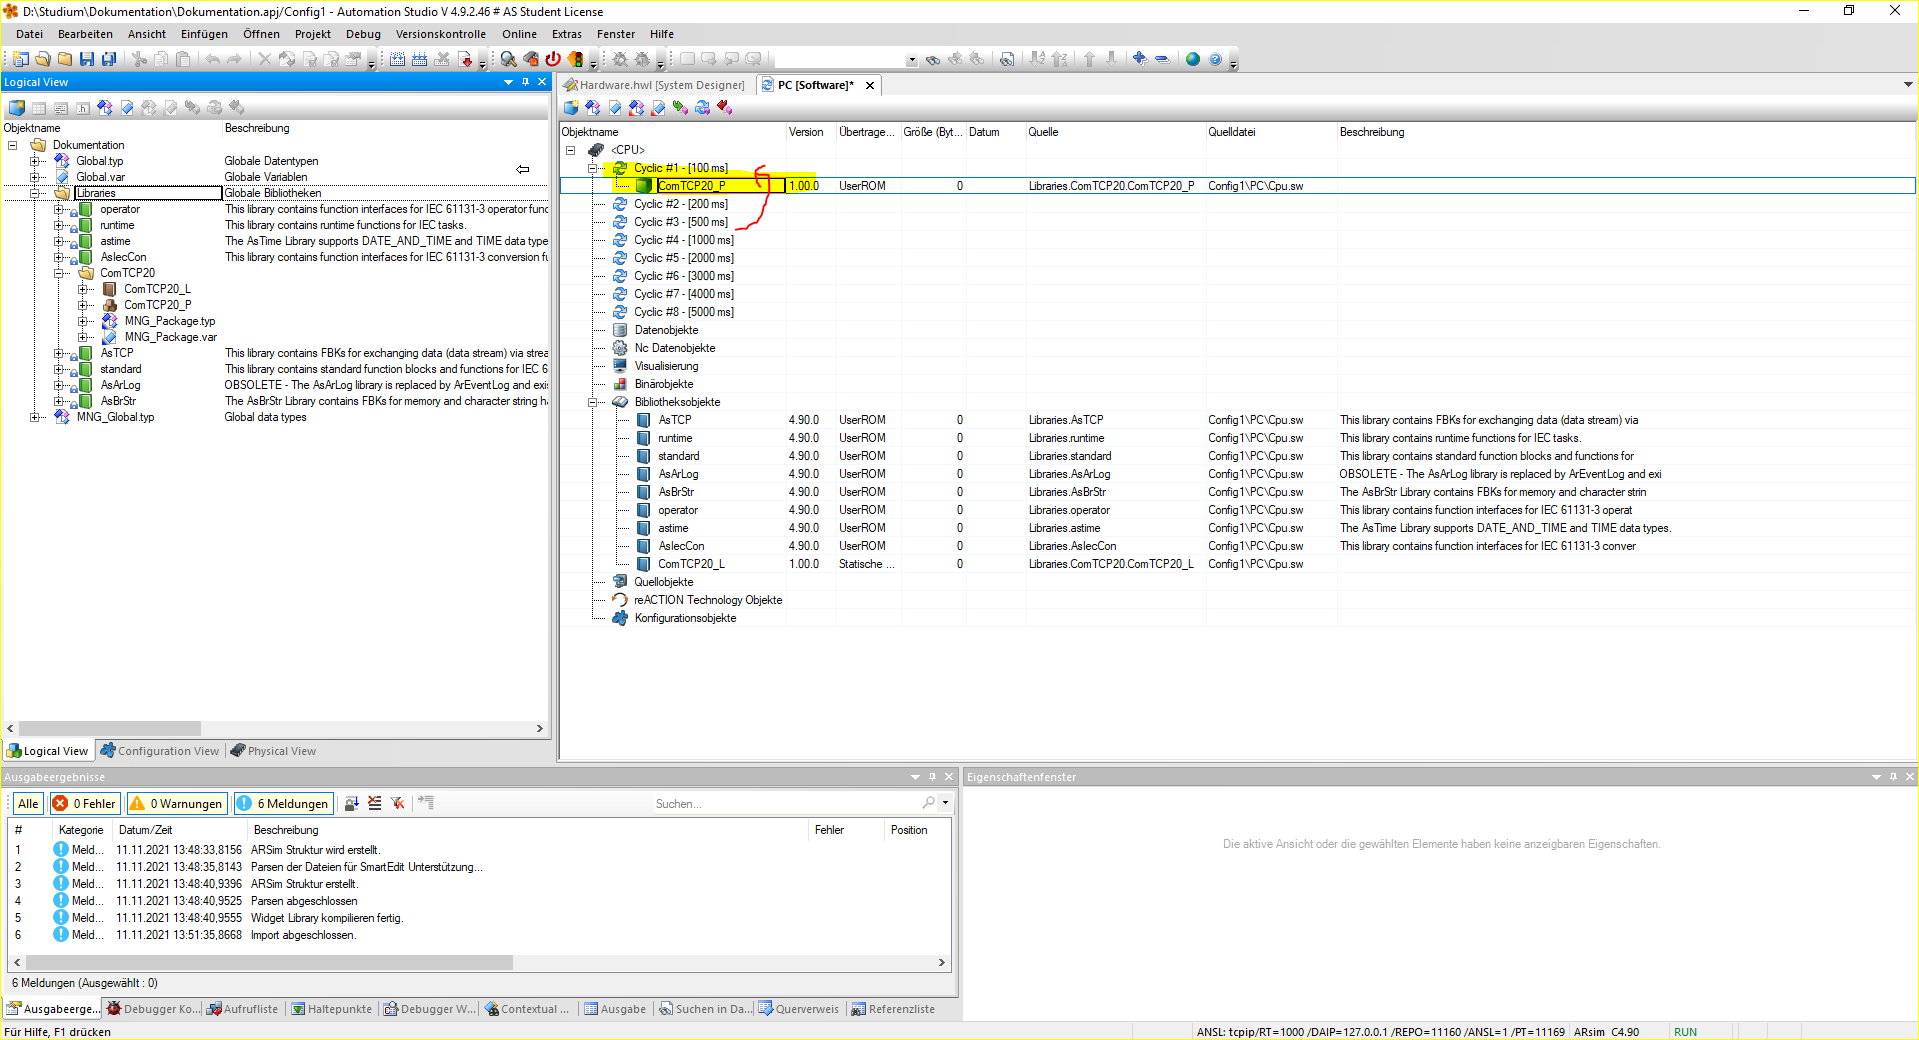 D:\Studium\Dokumentation\Dokumentation.apj/Config1 - Automation Studio V 4.9.2.46 # AS Student License
Datei Bearbeiten Ansicht Einfügen Öffnen Projekt Debug Versionskontrolle Online Extras Fenster Hilfe
Logical View
Objektname Beschreibung
Dokumentation
Global.typ Globale Datentypen
Global.var Globale Variablen
Libraries Globale Bibliotheken
operator This library contains function interfaces for IEC 61131-3 operator func
runtime This library contains runtime functions for IEC tasks.
astime The AsTime Library supports DATE_AND_TIME and TIME data type
AsIecCon This library contains function interfaces for IEC 61131-3 conversion fu
ComTCP20
ComTCP20_L
ComTCP20_P
MNG_Package.typ
MNG_Package.var
AsTCP This library contains FBKs for exchanging data (data stream) via strea
standard This library contains standard function blocks and functions for IEC 6
AsArLog OBSOLETE - The AsArLog library is replaced by ArEventLog and exi
AsBrStr The AsBrStr Library contains FBKs for memory and character string h
MNG_Global.typ Global data types
Logical View Configuration View Physical View
Hardware.hwl [System Designer] PC [Software]*
Objektname Version Übertrage... Größe (Byt... Datum Quelle Quelldatei Beschreibung
<CPU>
Cyclic #1 - [100 ms]
ComTCP20_P 1.00.0 UserROM 0 Libraries.ComTCP20.ComTCP20_P Config1\PC\Cpu.sw
Cyclic #2 - [200 ms]
Cyclic #3 - [500 ms]
Cyclic #4 - [1000 ms]
Cyclic #5 - [2000 ms]
Cyclic #6 - [3000 ms]
Cyclic #7 - [4000 ms]
Cyclic #8 - [5000 ms]
Datenobjekte
Nc Datenobjekte
Visualisierung
Binärobjekte
Bibliotheksobjekte
AsTCP 4.90.0 UserROM 0 Libraries.AsTCP Config1\PC\Cpu.sw This library contains FBKs for exchanging data (data stream) via
runtime 4.90.0 UserROM 0 Libraries.runtime Config1\PC\Cpu.sw This library contains runtime functions for IEC tasks.
standard 4.90.0 UserROM 0 Libraries.standard Config1\PC\Cpu.sw This library contains standard function blocks and functions for
AsArLog 4.90.0 UserROM 0 Libraries.AsArLog Config1\PC\Cpu.sw OBSOLETE - The AsArLog library is replaced by ArEventLog and exi
AsBrStr 4.90.0 UserROM 0 Libraries.AsBrStr Config1\PC\Cpu.sw The AsBrStr Library contains FBKs for memory and character strin
operator 4.90.0 UserROM 0 Libraries.operator Config1\PC\Cpu.sw This library contains function interfaces for IEC 61131-3 operat
astime 4.90.0 UserROM 0 Libraries.astime Config1\PC\Cpu.sw The AsTime Library supports DATE_AND_TIME and TIME data types.
AsIecCon 4.90.0 UserROM 0 Libraries.AsIecCon Config1\PC\Cpu.sw This library contains function interfaces for IEC 61131-3 conver
ComTCP20_L 1.00.0 Statische ... 0 Libraries.ComTCP20.ComTCP20_L Config1\PC\Cpu.sw
Quellobjekte
reACTION Technology Objekte
Konfigurationsobjekte
Ausgabeergebnisse
Alle 0 Fehler 0 Warnungen 6 Meldungen Suchen...
# Kategorie Datum/Zeit Beschreibung Fehler Position
1 Meld... 11.11.2021 13:48:33,8156 ARSim Struktur wird erstellt.
2 Meld... 11.11.2021 13:48:35,8143 Parsen der Dateien für SmartEdit Unterstützung...
3 Meld... 11.11.2021 13:48:40,9396 ARSim Struktur erstellt.
4 Meld... 11.11.2021 13:48:40,9525 Parsen abgeschlossen
5 Meld... 11.11.2021 13:48:40,9555 Widget Library kompilieren fertig.
6 Meld... 11.11.2021 13:51:35,8668 Import abgeschlossen.
6 Meldungen (Ausgewählt : 0)
Ausgabeerge... Debugger Ko... Aufrufliste Haltepunkte Debugger W... Contextual ... Ausgabe Suchen in Da... Querverweis Referenzliste
Eigenschaftenfenster
Die aktive Ansicht oder die gewählten Elemente haben keine anzeigbaren Eigenschaften.
Für Hilfe, F1 drücken ANSL: tcpip/RT=1000 /DAIP=127.0.0.1 /REPO=11160 /ANSL=1 /PT=11169 ARsim C4.90 RUN